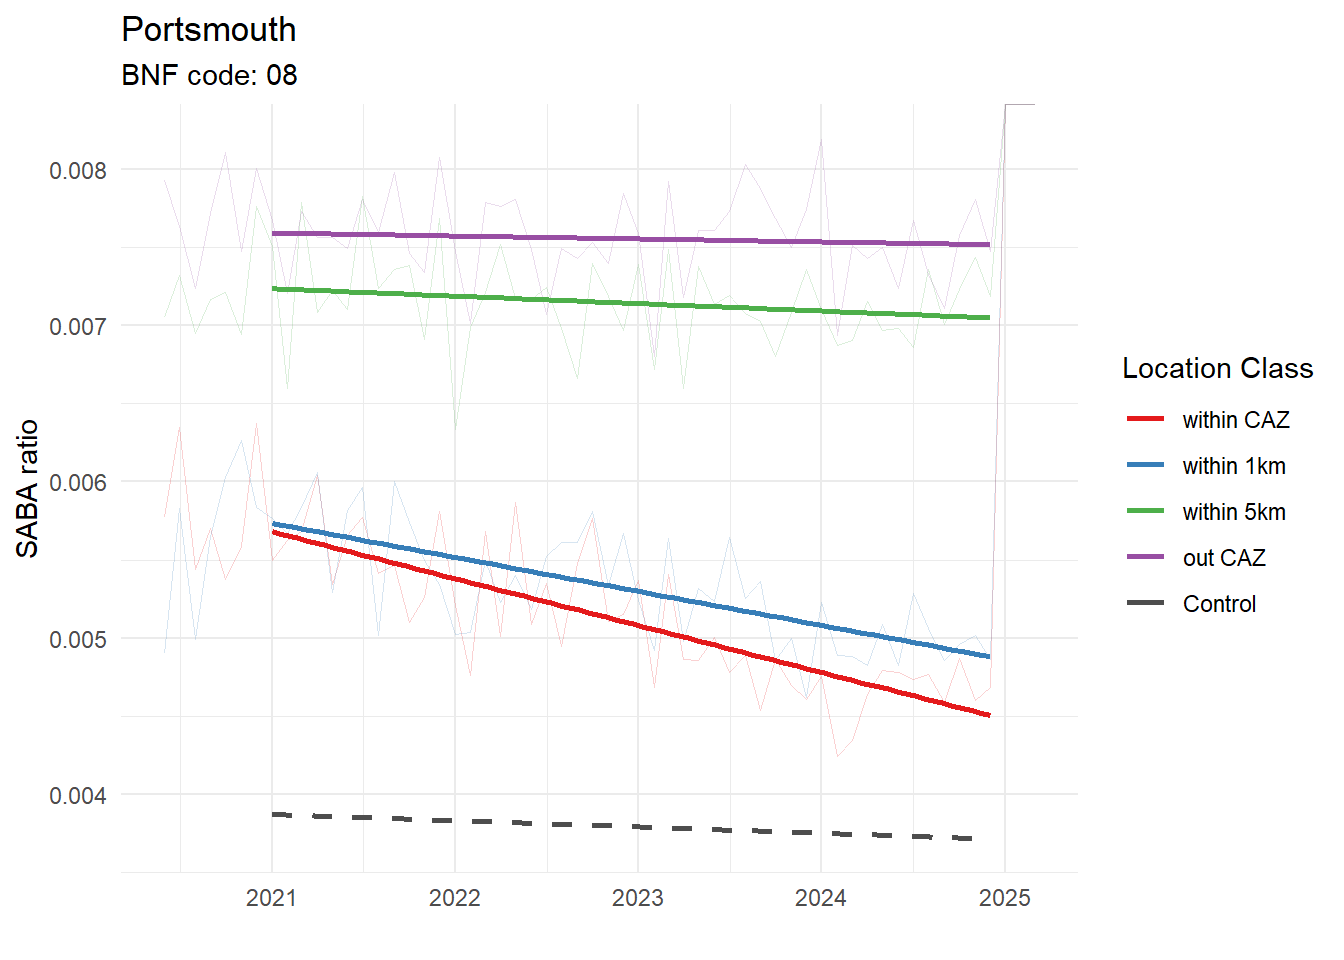 Portsmouth
BNF code: 08
SABA ratio
0.008
0.007
0.006
0.005
0.004
2021
2022
2023
2024
2025
Location Class
within CAZ
within 1km
within 5km
out CAZ
Control